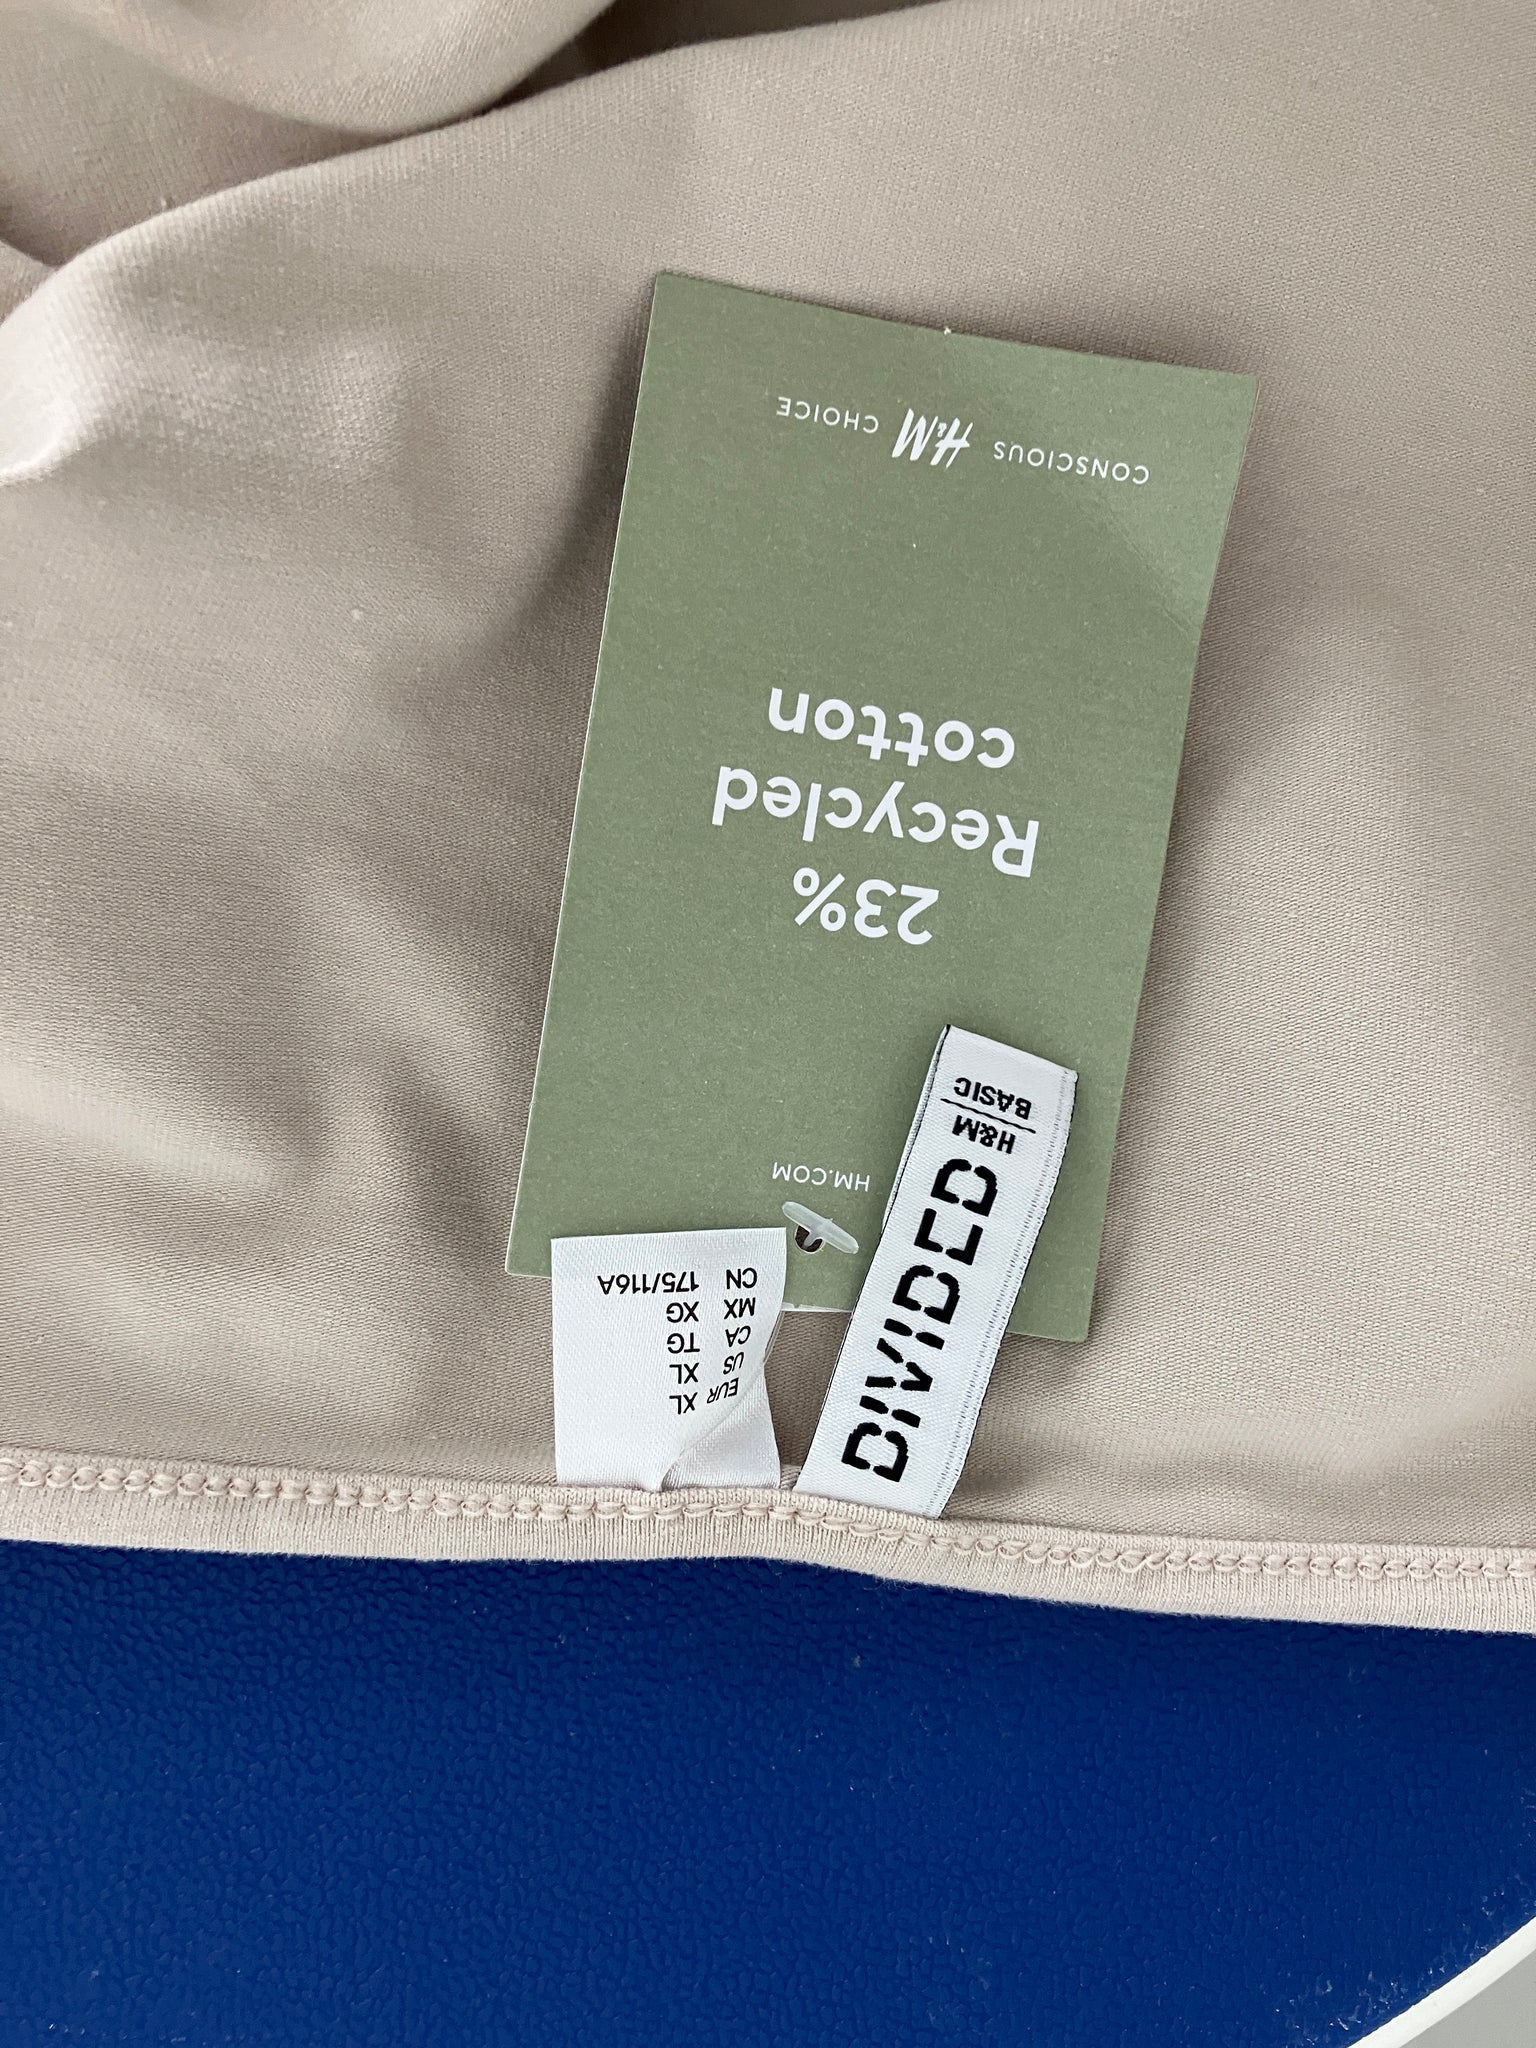 CONSCIOUS H&M CHOICE
23%
Recycled
cotton
HM.COM
DIVIDED
H&M
BASIC
EUR XL
US XL
CA TG
MX XG
CN 175/116A